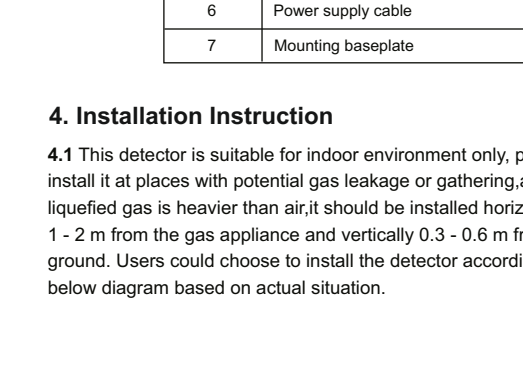 6 Power supply cable
7 Mounting baseplate
4. Installation Instruction
4.1 This detector is suitable for indoor environment only, p
install it at places with potential gas leakage or gathering,a
liquefied gas is heavier than air,it should be installed horiz
1 - 2 m from the gas appliance and vertically 0.3 - 0.6 m fr
ground. Users could choose to install the detector accordi
below diagram based on actual situation.